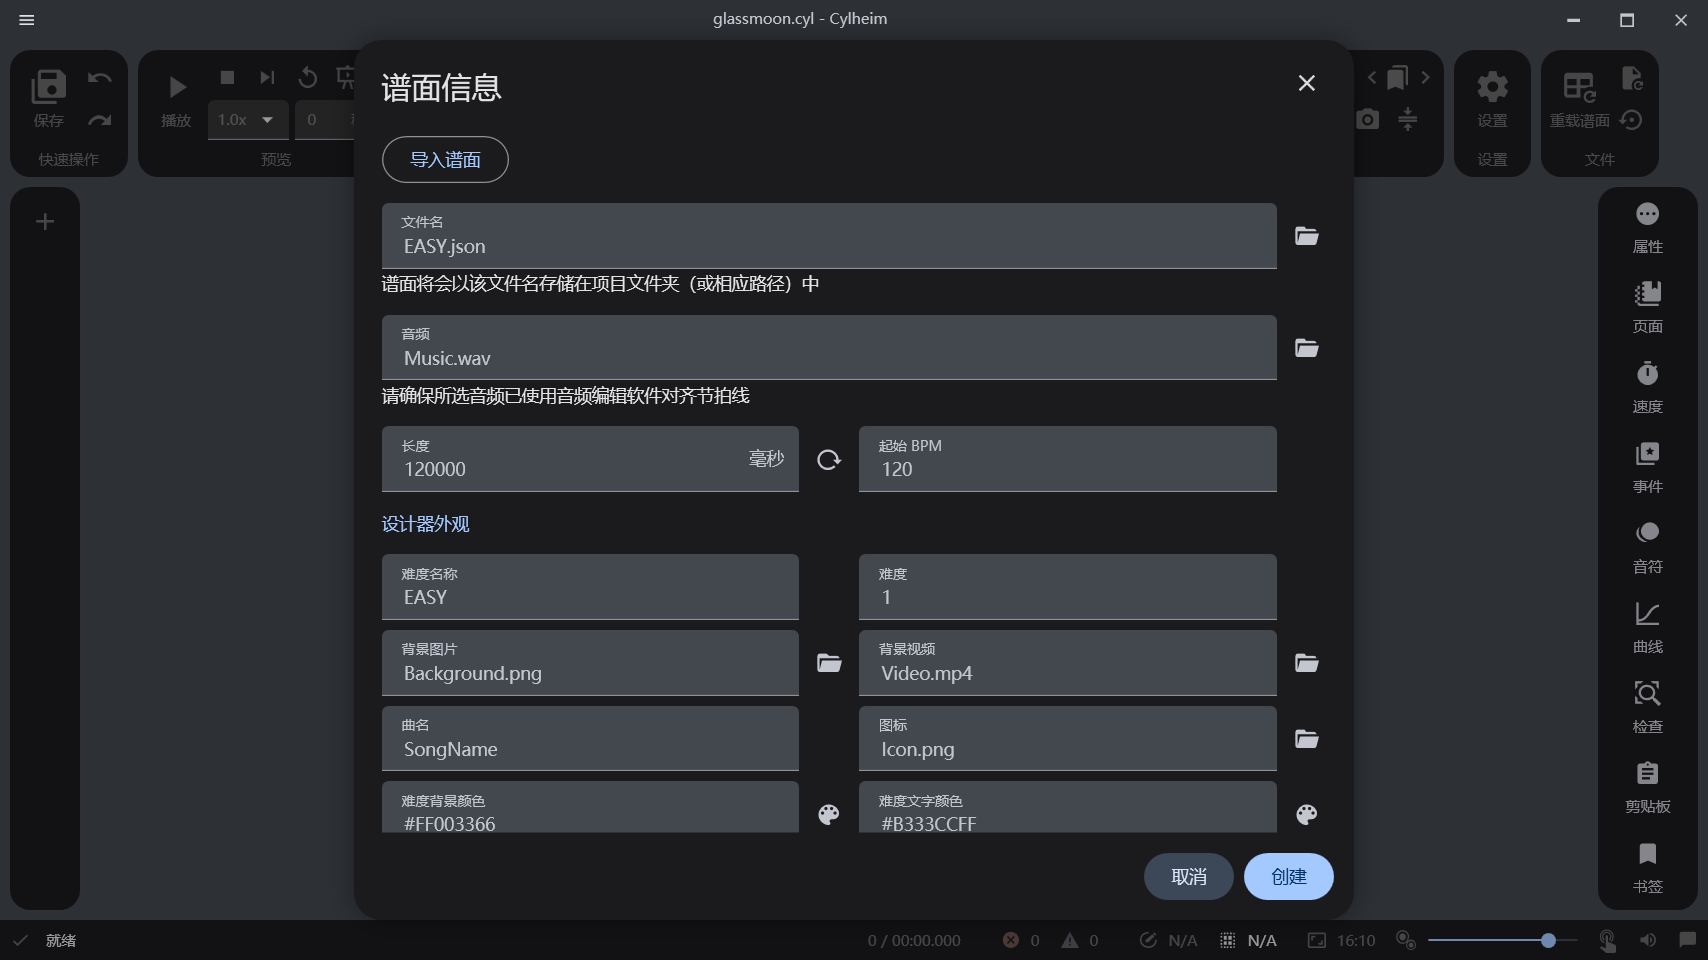 glassmoon.cyl - Cylheim
保存
快速操作
播放
1.0x
0
预览
设置
设置
重载谱面
文件
谱面信息
导入谱面
文件名
EASY.json
谱面将会以该文件名存储在项目文件夹（或相应路径）中
音频
Music.wav
请确保所选音频已使用音频编辑软件对齐节拍线
长度
120000
毫秒
起始 BPM
120
设计器外观
难度名称
EASY
难度
1
背景图片
Background.png
背景视频
Video.mp4
曲名
SongName
图标
Icon.png
难度背景颜色
#FF003366
难度文字颜色
#B333CCFF
取消
创建
属性
页面
速度
事件
音符
曲线
检查
剪贴板
书签
就绪
0 / 00:00.000
0
0
N/A
N/A
16:10